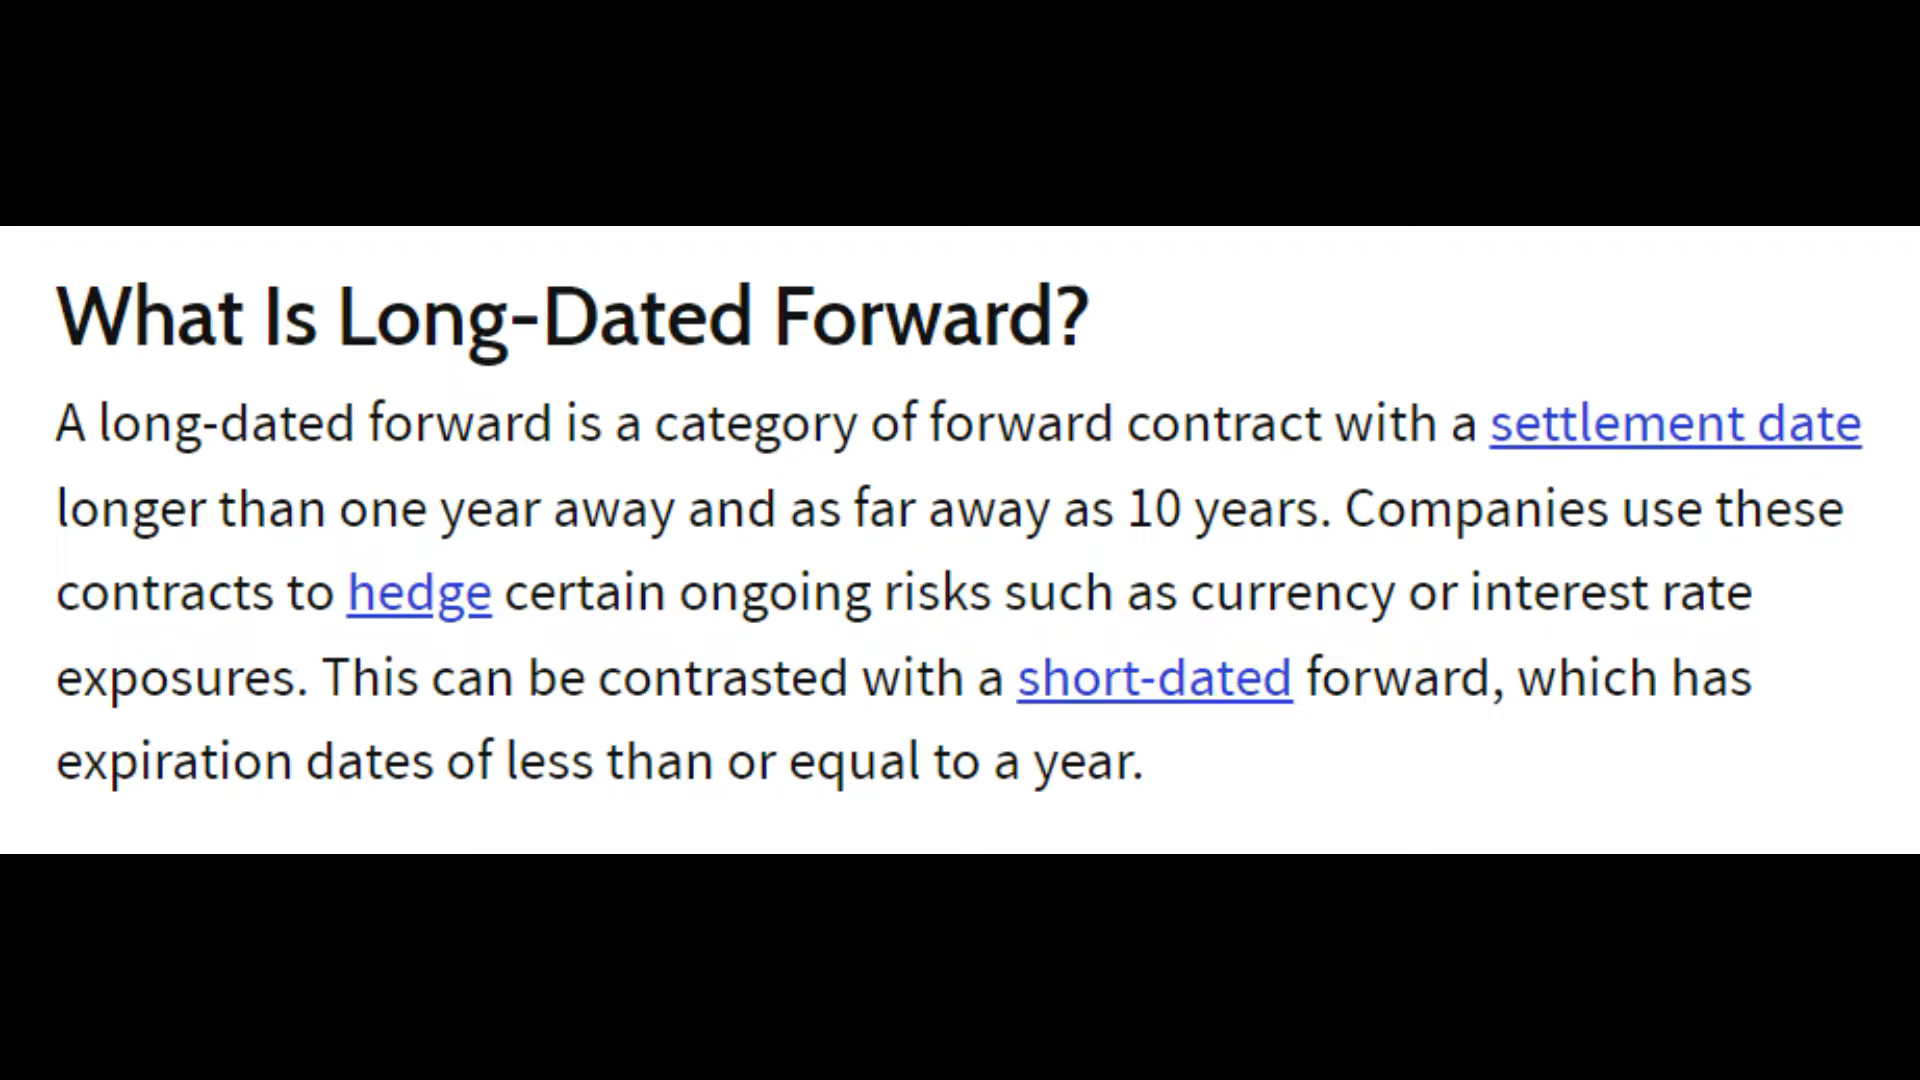 What Is Long-Dated Forward?
A long-dated forward is a category of forward contract with a settlement date
longer than one year away and as far away as 10 years. Companies use these
contracts to hedge certain ongoing risks such as currency or interest rate
exposures. This can be contrasted with a short-dated forward, which has
expiration dates of less than or equal to a year.